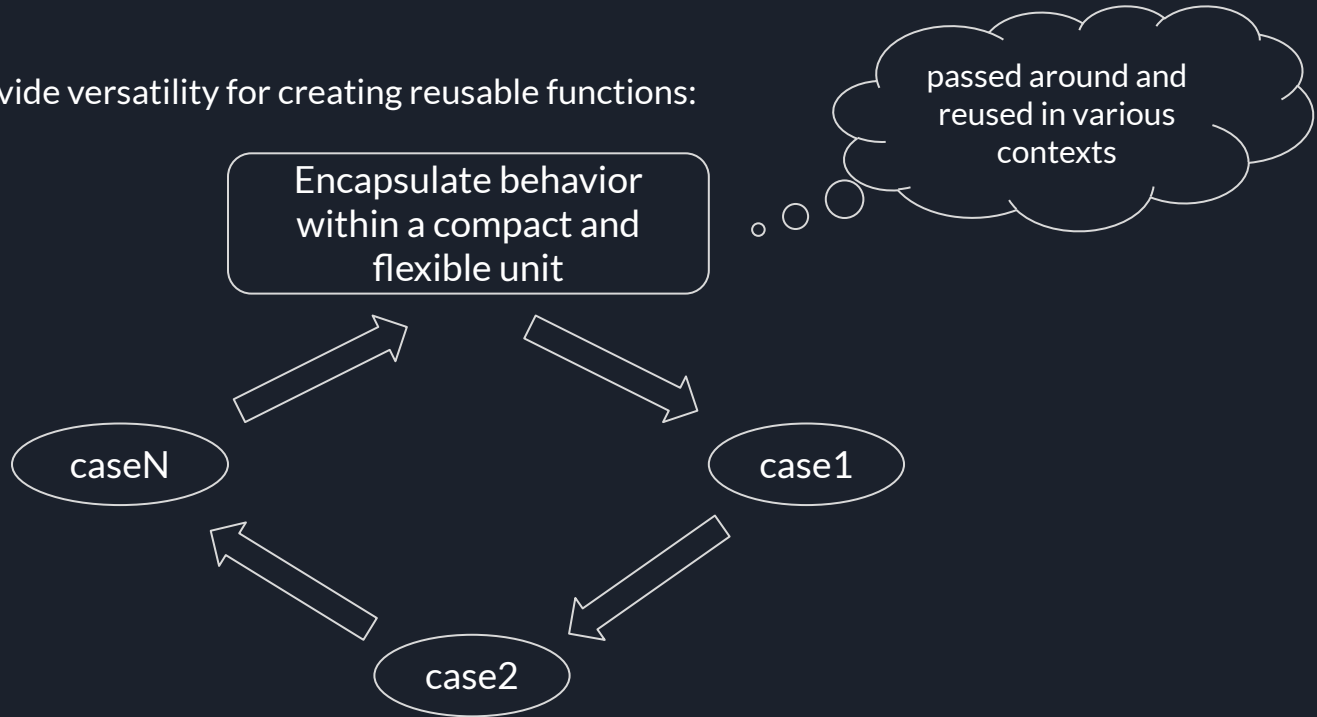 vide versatility for creating reusable functions:
passed around and
reused in various
contexts
Encapsulate behavior
within a compact and
flexible unit
caseN
case1
case2